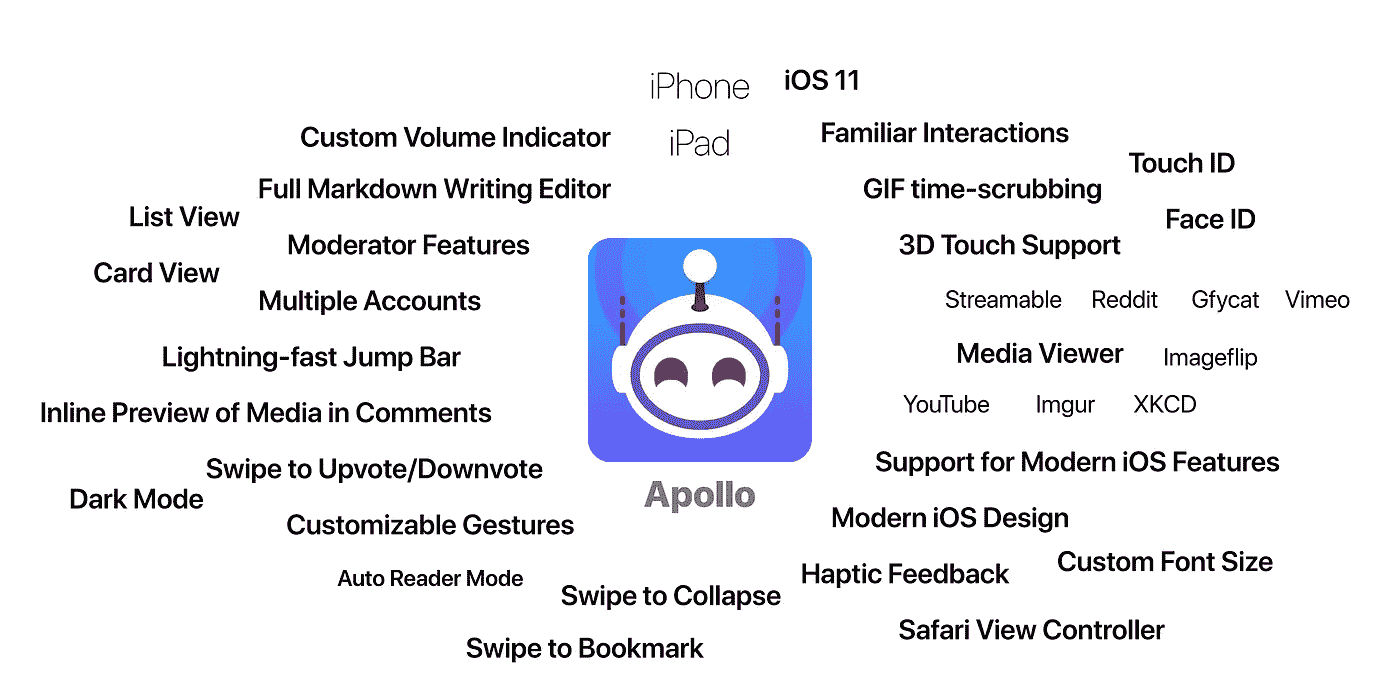 iPhone
iOS 11
iPad
Custom Volume Indicator
Familiar Interactions
Touch ID
Full Markdown Writing Editor
GIF time-scrubbing
List View
Face ID
Moderator Features
3D Touch Support
Card View
Multiple Accounts
Streamable
Reddit
Gfycat
Vimeo
Lightning-fast Jump Bar
Media Viewer
Imageflip
Inline Preview of Media in Comments
YouTube
Imgur
XKCD
Swipe to Upvote/Downvote
Support for Modern iOS Features
Dark Mode
Apollo
Customizable Gestures
Modern iOS Design
Custom Font Size
Auto Reader Mode
Haptic Feedback
Swipe to Collapse
Safari View Controller
Swipe to Bookmark